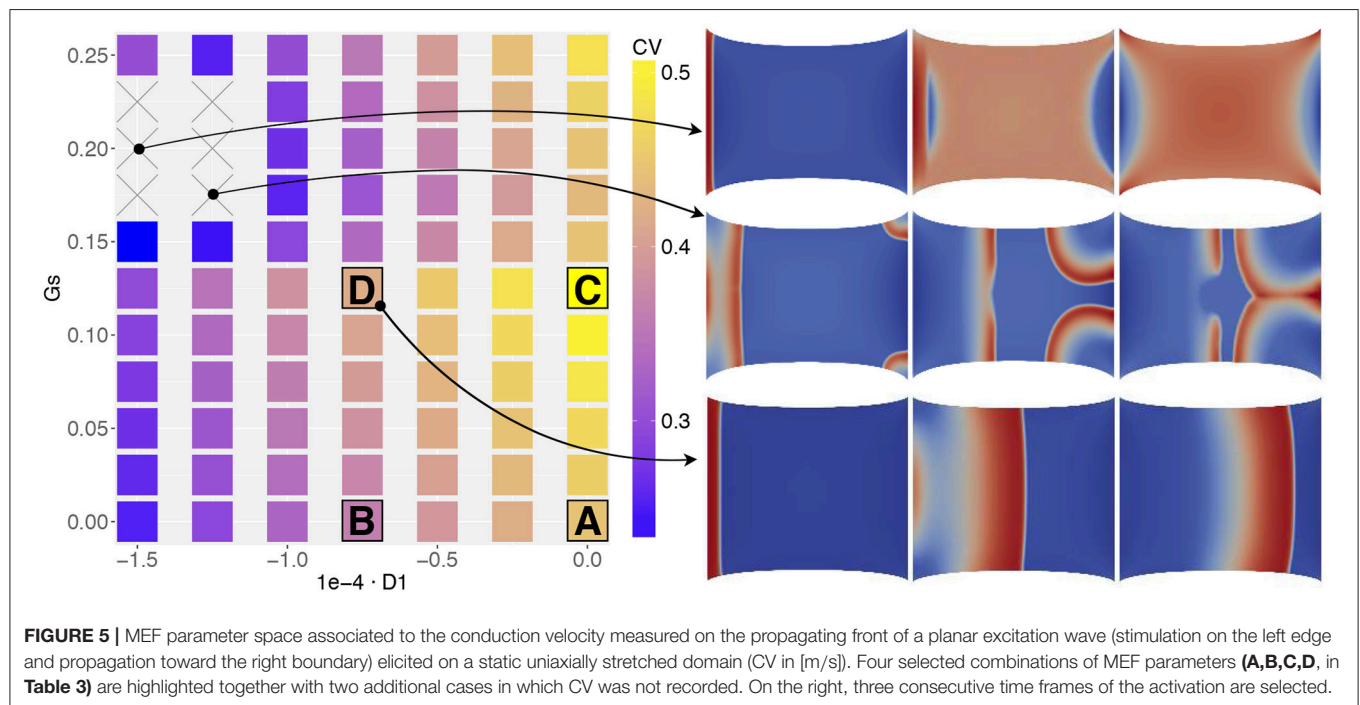 CV
0.5
0.4
0.3
Gs
0.25
0.20
0.15
0.10
0.05
0.00
D
C
B
A
−1.5
−1.0
−0.5
0.0
1e−4 · D1
FIGURE 5 | MEF parameter space associated to the conduction velocity measured on the propagating front of a planar excitation wave (stimulation on the left edge
and propagation toward the right boundary) elicited on a static uniaxially stretched domain (CV in [m/s]). Four selected combinations of MEF parameters (A,B,C,D, in
Table 3) are highlighted together with two additional cases in which CV was not recorded. On the right, three consecutive time frames of the activation are selected.